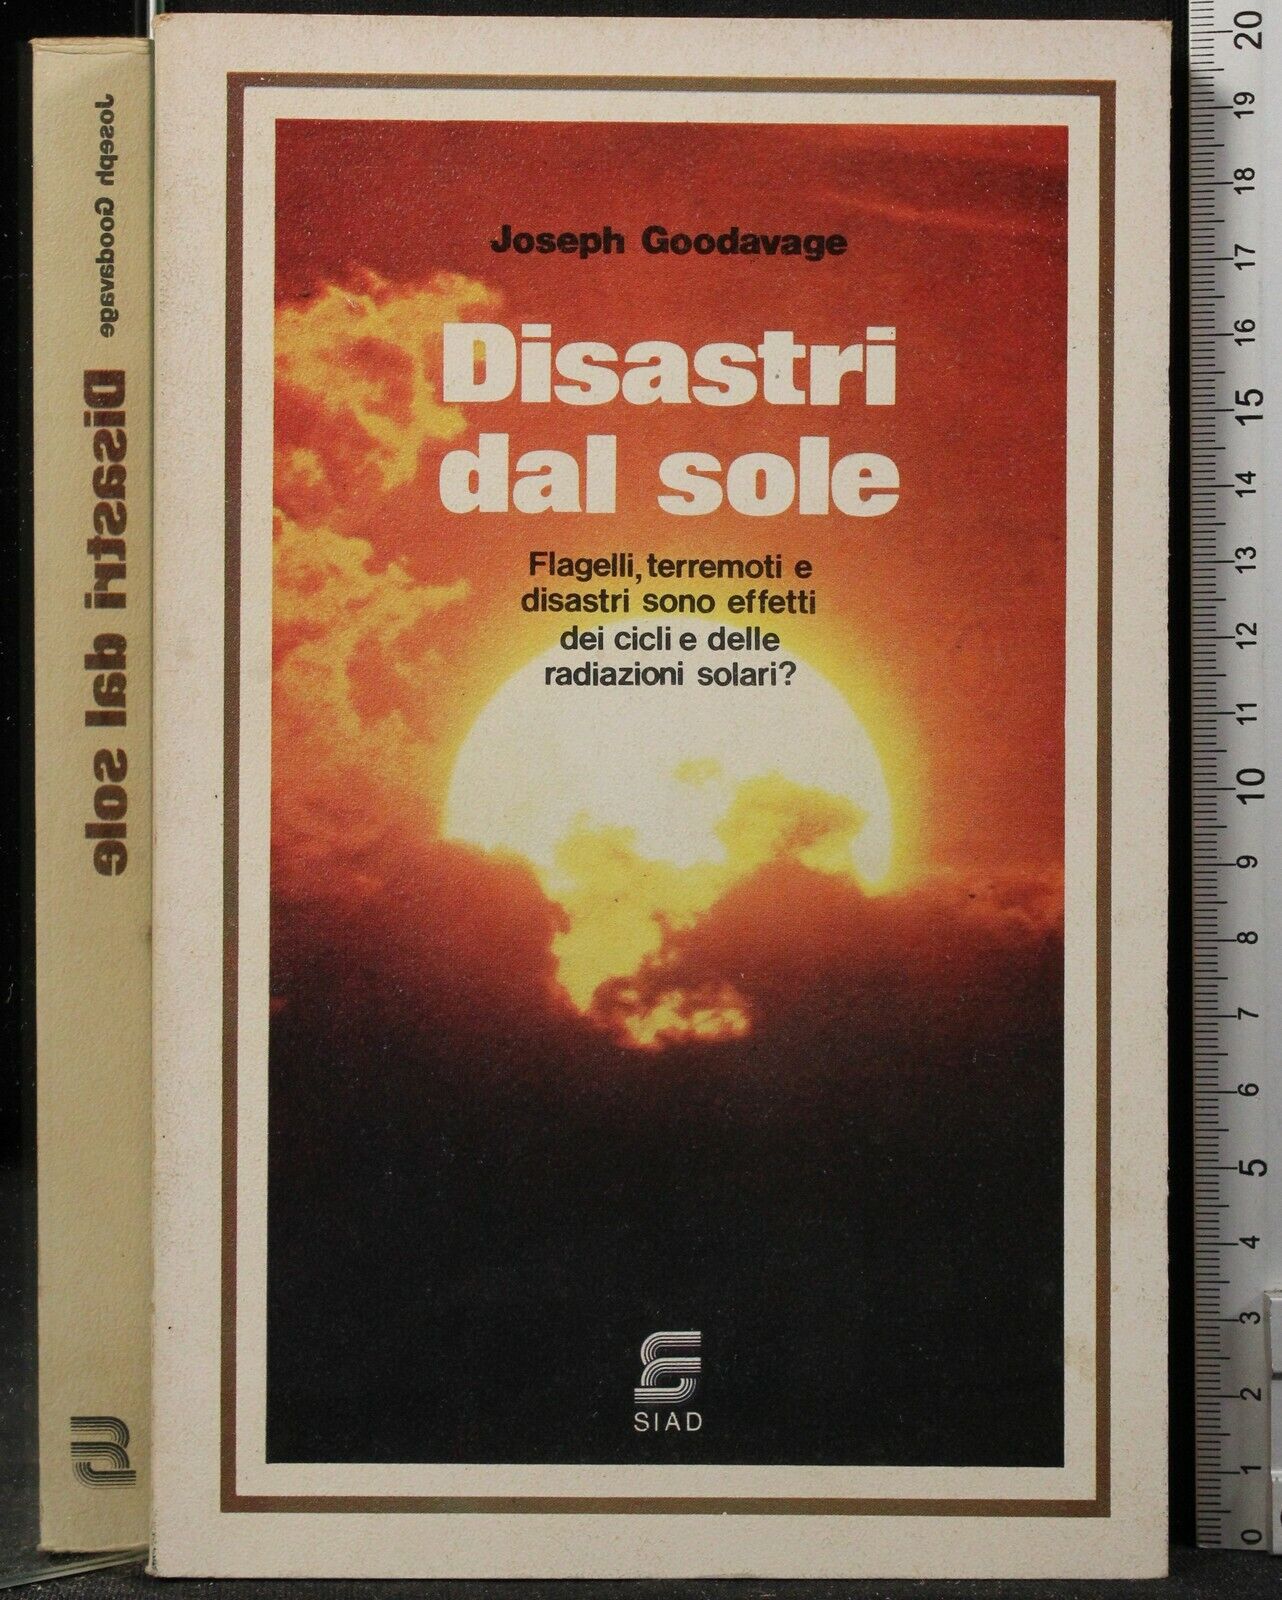 Joseph Goodavage Disastri dal sole
Joseph Goodavage
Disastri
dal sole
Flagelli, terremoti e
disastri sono effetti
dei cicli e delle
radiazioni solari?
SIAD
20
19
18
17
16
15
14
13
12
11
10
9
8
7
6
5
4
3
2
1
0